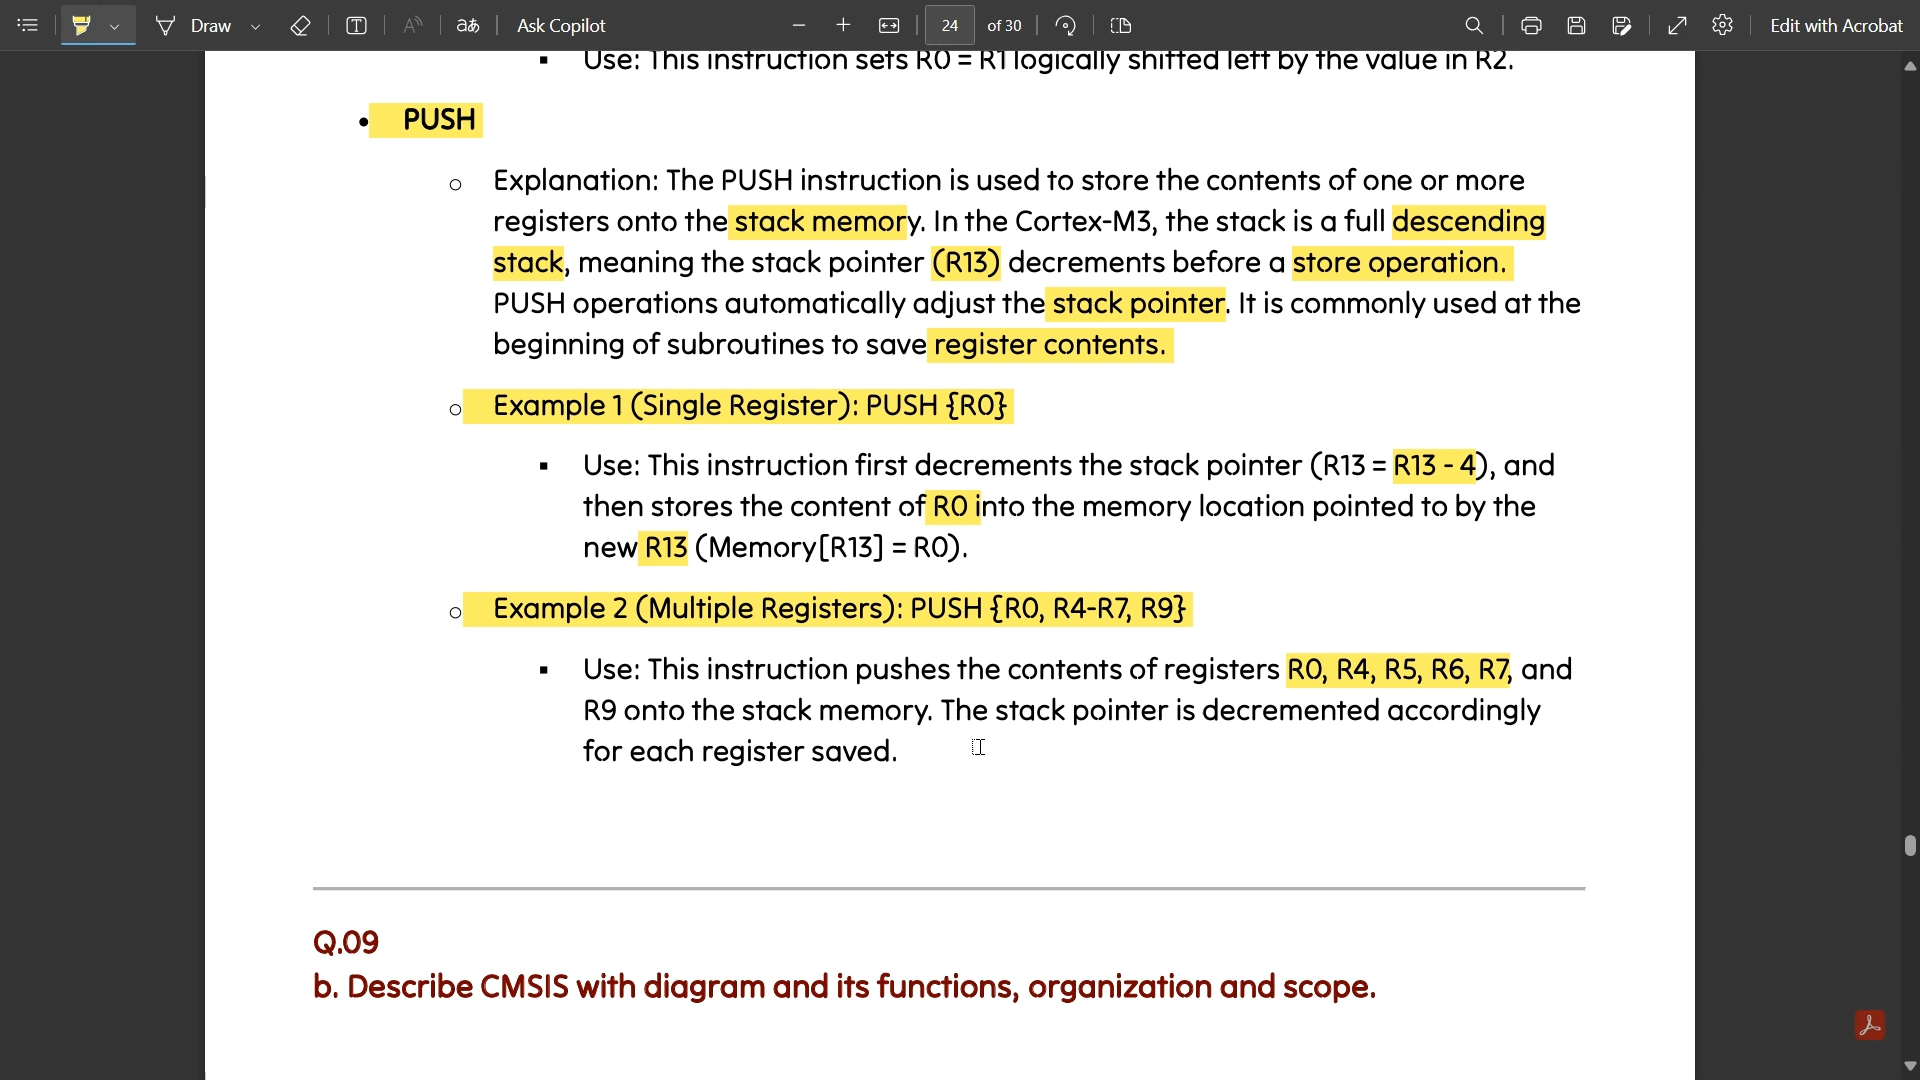 Draw
aあ
Ask Copilot
24 of 30
Edit with Acrobat
▪ Use: This instruction sets R0 = R1 logically shifted left by the value in R2.
• PUSH
○ Explanation: The PUSH instruction is used to store the contents of one or more
registers onto the stack memory. In the Cortex-M3, the stack is a full descending
stack, meaning the stack pointer (R13) decrements before a store operation.
PUSH operations automatically adjust the stack pointer. It is commonly used at the
beginning of subroutines to save register contents.
○ Example 1 (Single Register): PUSH {R0}
▪ Use: This instruction first decrements the stack pointer (R13 = R13 - 4), and
then stores the content of R0 into the memory location pointed to by the
new R13 (Memory[R13] = R0).
○ Example 2 (Multiple Registers): PUSH {R0, R4-R7, R9}
▪ Use: This instruction pushes the contents of registers R0, R4, R5, R6, R7, and
R9 onto the stack memory. The stack pointer is decremented accordingly
for each register saved.
Q.09
b. Describe CMSIS with diagram and its functions, organization and scope.